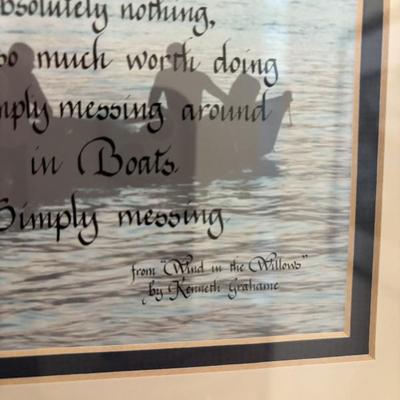 absolutely nothing,
so much worth doing
simply messing around
in Boats.
Simply messing.
from "Wind in the Willows"
by Kenneth Grahame